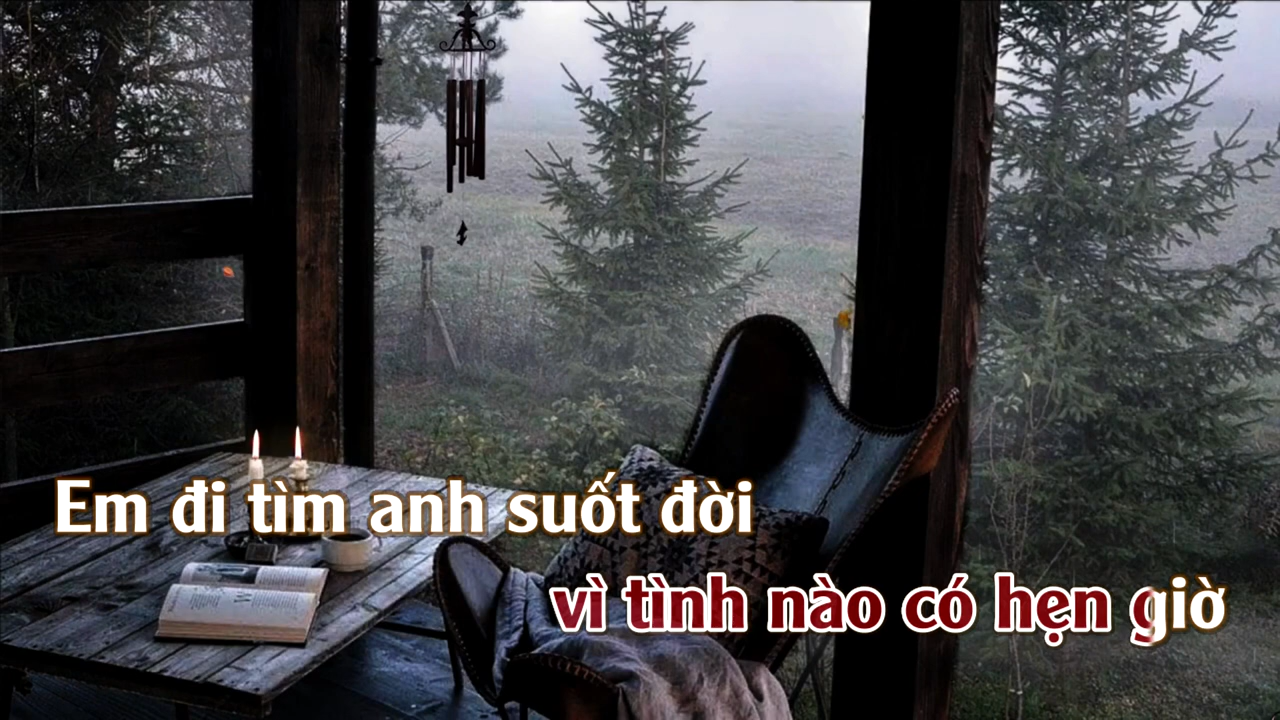 Em đi tìm anh suốt đời
vì tình nào có hẹn giờ